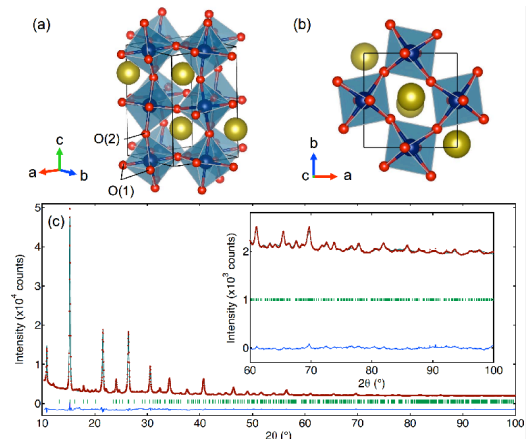 (a)
(b)
O(2)
O(1)
c
a
b
b
c
a
(c)
5
4
3
2
1
0
Intensity (x10⁴ counts)
10
20
30
40
50
60
70
80
90
100
2θ (°)
2
1
0
Intensity (x10³ counts)
60
70
80
90
100
2θ (°)